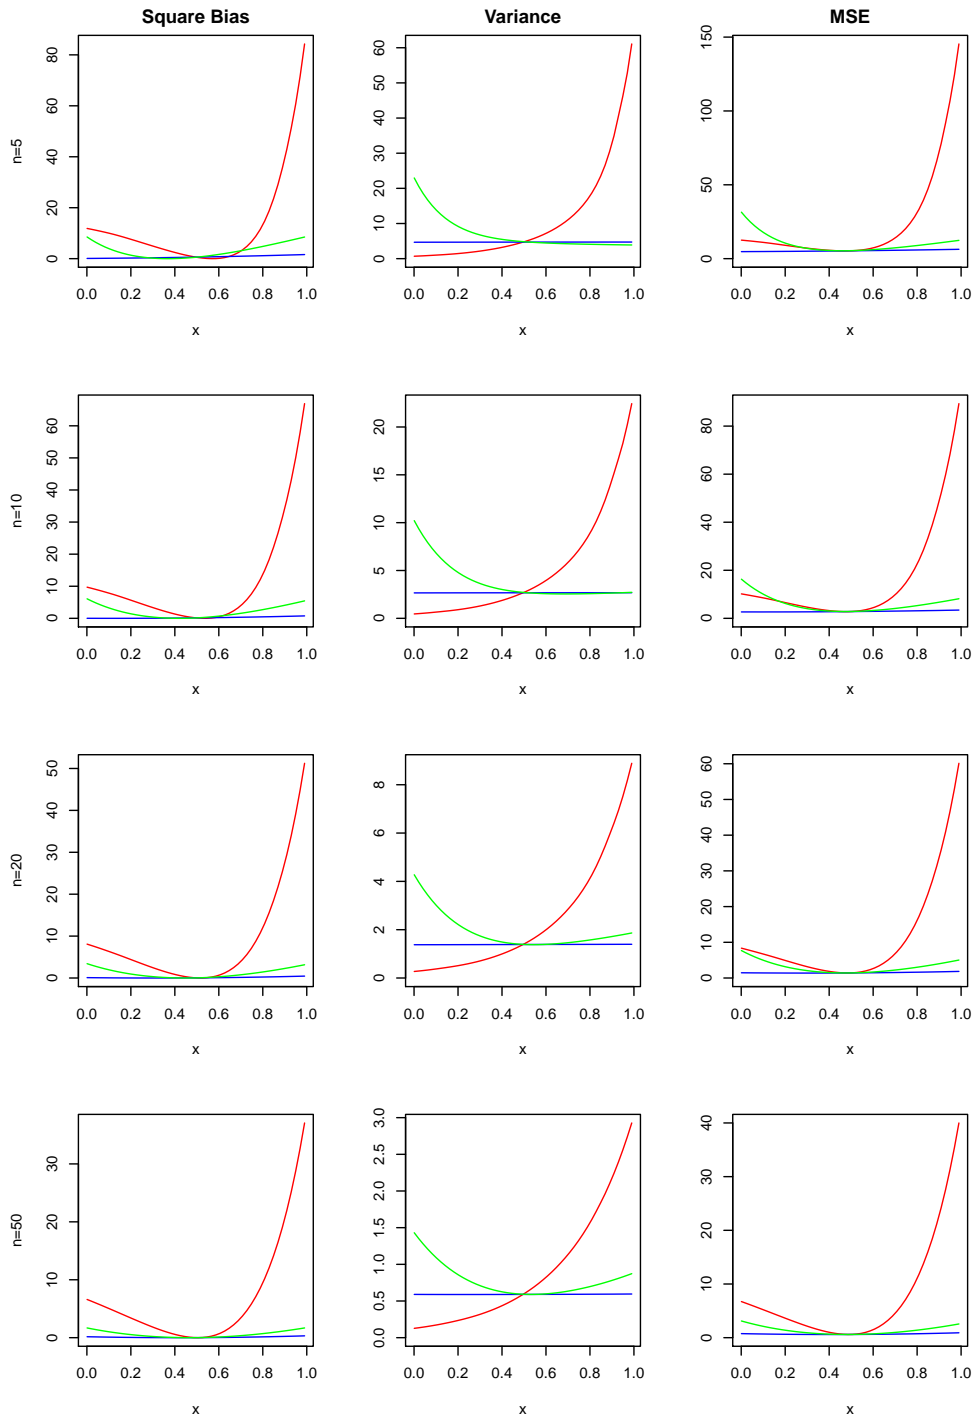 Square Bias
Variance
MSE
n=5
0 20 40 60 80
0.0 0.2 0.4 0.6 0.8 1.0
x
0 10 20 30 40 50 60
0.0 0.2 0.4 0.6 0.8 1.0
x
0 50 100 150
0.0 0.2 0.4 0.6 0.8 1.0
x
n=10
0 10 20 30 40 50 60
0.0 0.2 0.4 0.6 0.8 1.0
x
0 5 10 15 20
0.0 0.2 0.4 0.6 0.8 1.0
x
0 20 40 60 80
0.0 0.2 0.4 0.6 0.8 1.0
x
n=20
0 10 20 30 40 50
0.0 0.2 0.4 0.6 0.8 1.0
x
0 2 4 6 8
0.0 0.2 0.4 0.6 0.8 1.0
x
0 10 20 30 40 50 60
0.0 0.2 0.4 0.6 0.8 1.0
x
n=50
0 10 20 30
0.0 0.2 0.4 0.6 0.8 1.0
x
0.0 0.5 1.0 1.5 2.0 2.5 3.0
0.0 0.2 0.4 0.6 0.8 1.0
x
0 10 20 30 40
0.0 0.2 0.4 0.6 0.8 1.0
x